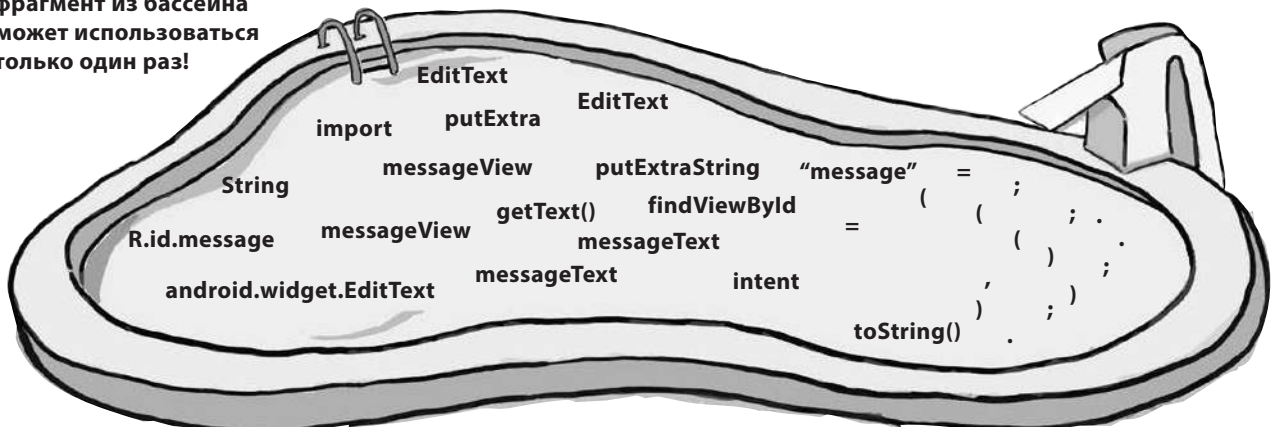 фрагмент из бассейна
может использоваться
только один раз!
EditText
EditText
import
putExtra
messageView
putExtraString
“message”
=
;
String
(
getText()
findViewById
(
;
.
R.id.message
messageView
=
messageText
(
.
)
;
android.widget.EditText
messageText
intent
,
)
)
;
toString()
.